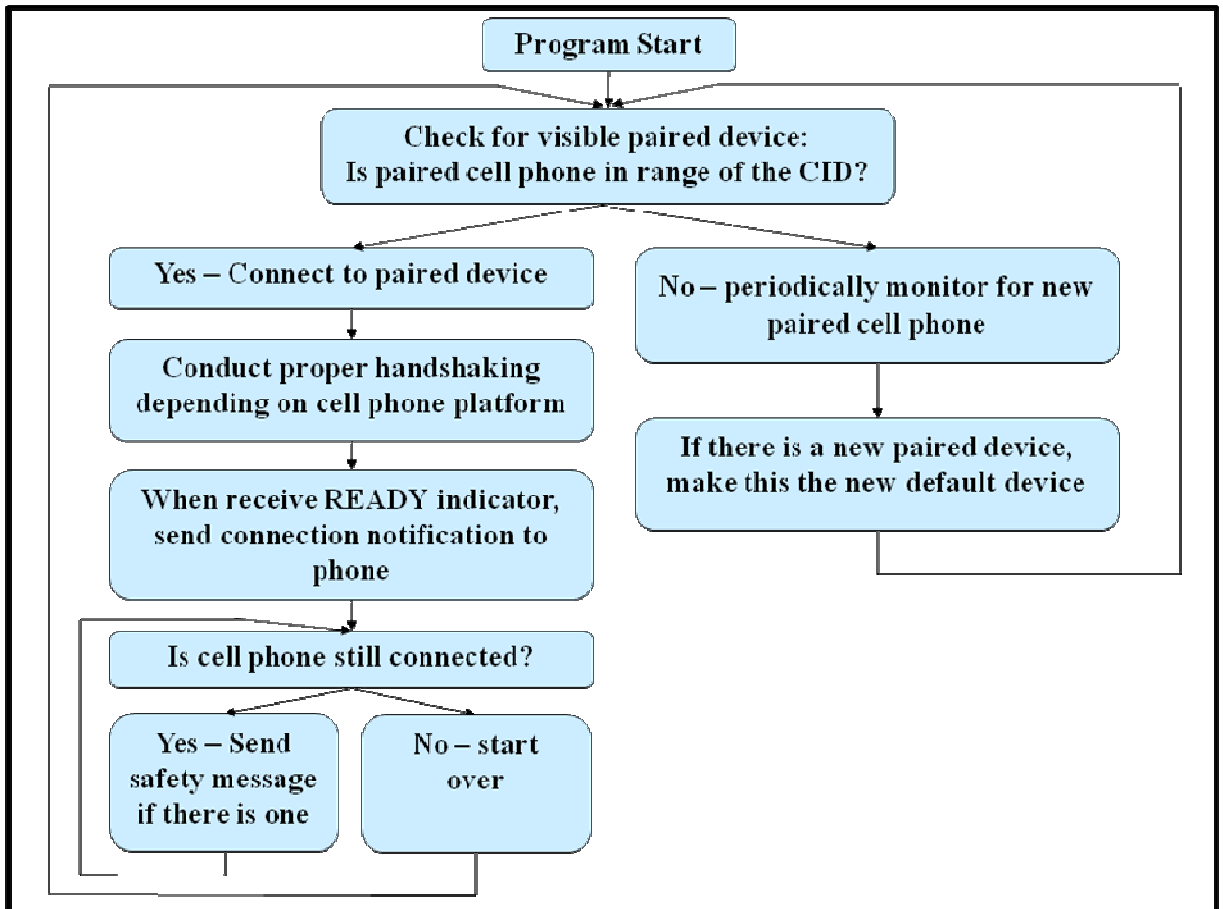 Program Start
Check for visible paired device:
Is paired cell phone in range of the CID?
Yes – Connect to paired device
Conduct proper handshaking
depending on cell phone platform
When receive READY indicator,
send connection notification to
phone
Is cell phone still connected?
Yes – Send
safety message
if there is one
No – start
over
No – periodically monitor for new
paired cell phone
If there is a new paired device,
make this the new default device